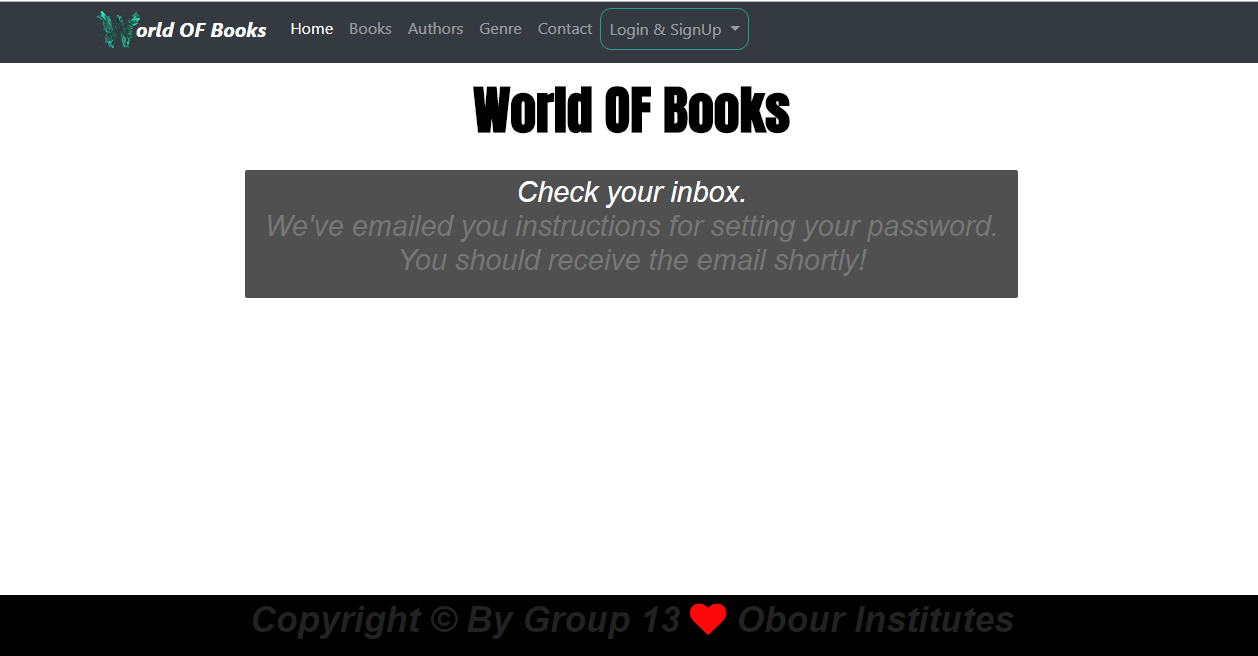 World OF Books Home Books Authors Genre Contact Login & SignUp
World OF Books
Check your inbox.
We've emailed you instructions for setting your password.
You should receive the email shortly!
Copyright © By Group 13 ❤ Obour Institutes